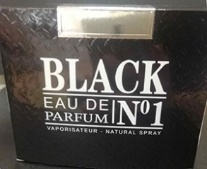 BLACK
EAU DE
PARFUM Nº1
VAPORISATEUR - NATURAL SPRAY